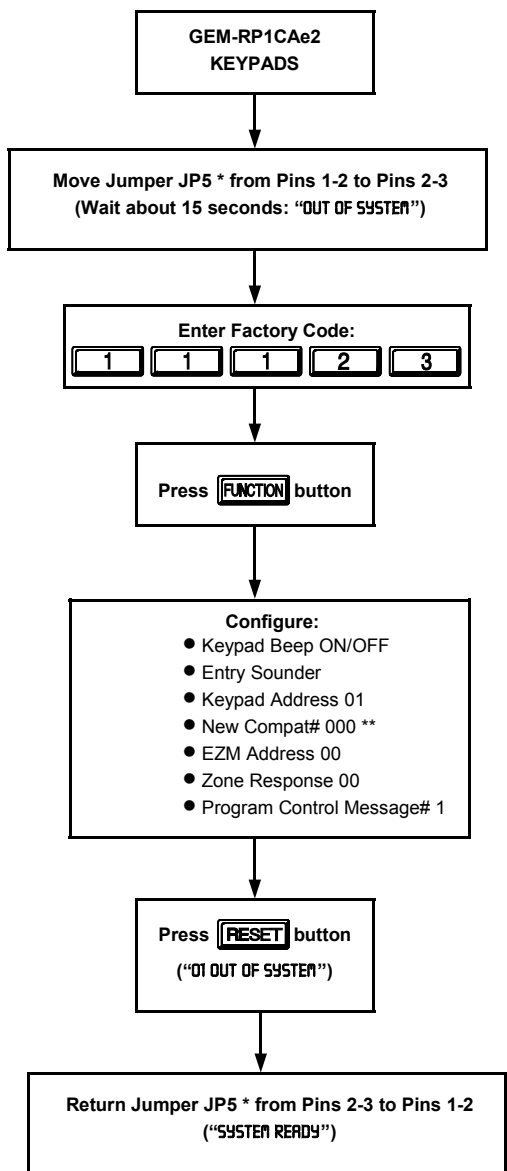 GEM-RP1CAe2
KEYPADS
Move Jumper JP5 * from Pins 1-2 to Pins 2-3
(Wait about 15 seconds: “OUT OF SYSTEM”)
Enter Factory Code:
1 1 1 2 3
Press FUNCTION button
Configure:
● Keypad Beep ON/OFF
● Entry Sounder
● Keypad Address 01
● New Compat# 000 **
● EZM Address 00
● Zone Response 00
● Program Control Message# 1
Press RESET button
(“01 OUT OF SYSTEM”)
Return Jumper JP5 * from Pins 2-3 to Pins 1-2
(“SYSTEM READY”)